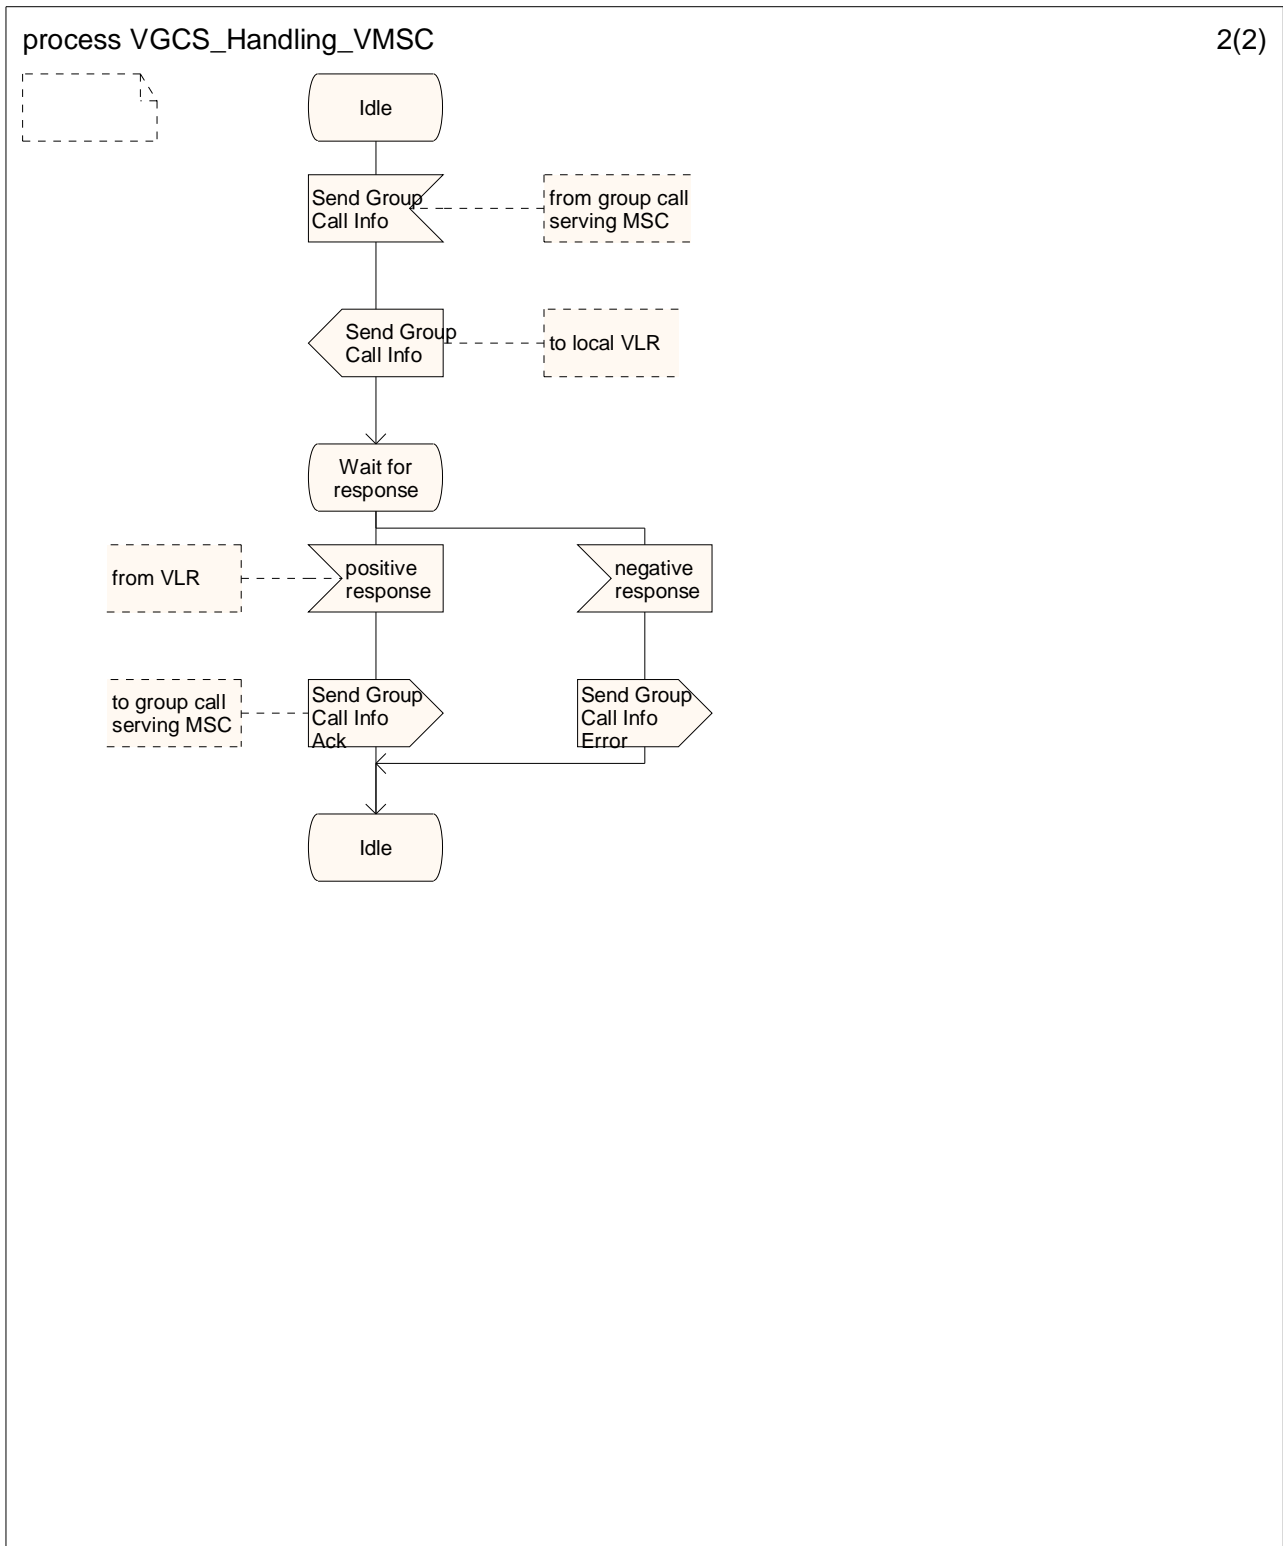 process VGCS_Handling_VMSC
2(2)
Idle
Send Group
Call Info
from group call
serving MSC
Send Group
Call Info
to local VLR
Wait for
response
from VLR
positive
response
negative
response
to group call
serving MSC
Send Group
Call Info
Ack
Send Group
Call Info
Error
Idle